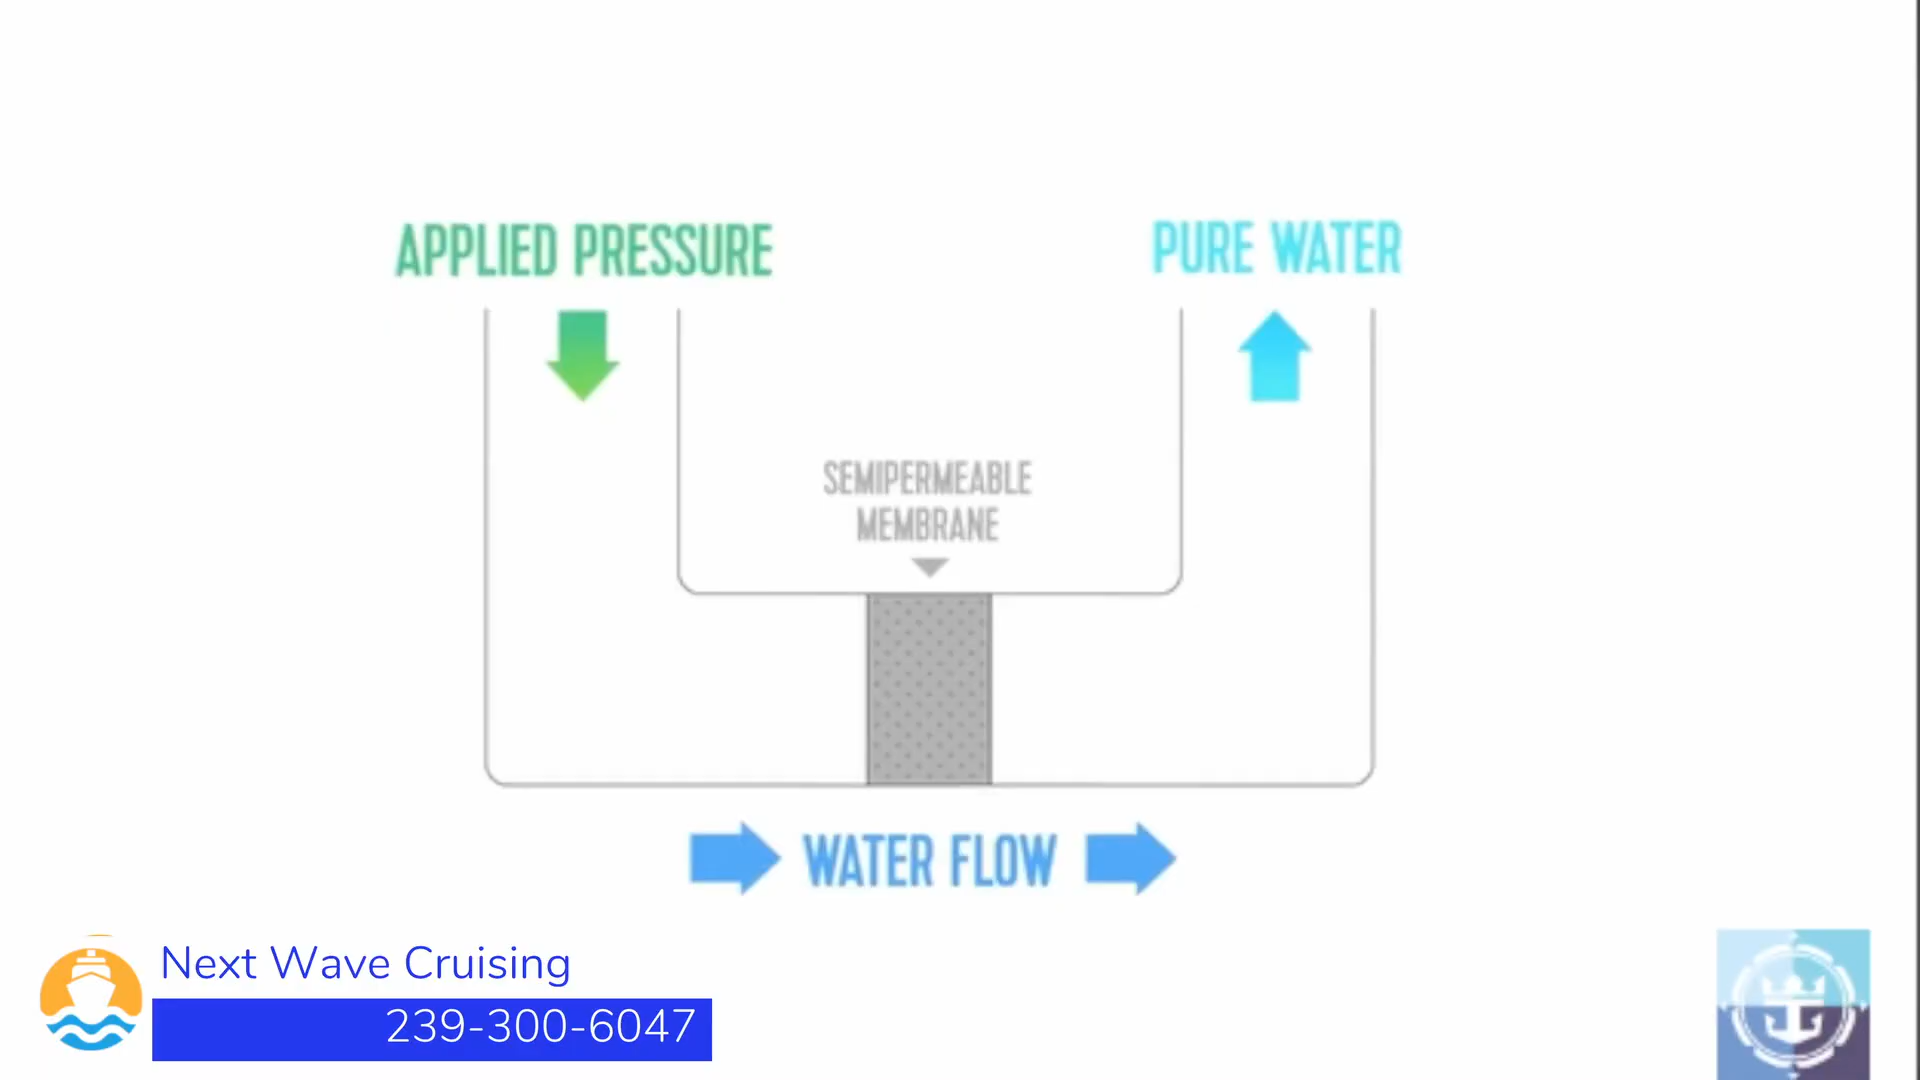 APPLIED PRESSURE
PURE WATER
SEMIPERMEABLE
MEMBRANE
WATER FLOW
Next Wave Cruising
239-300-6047